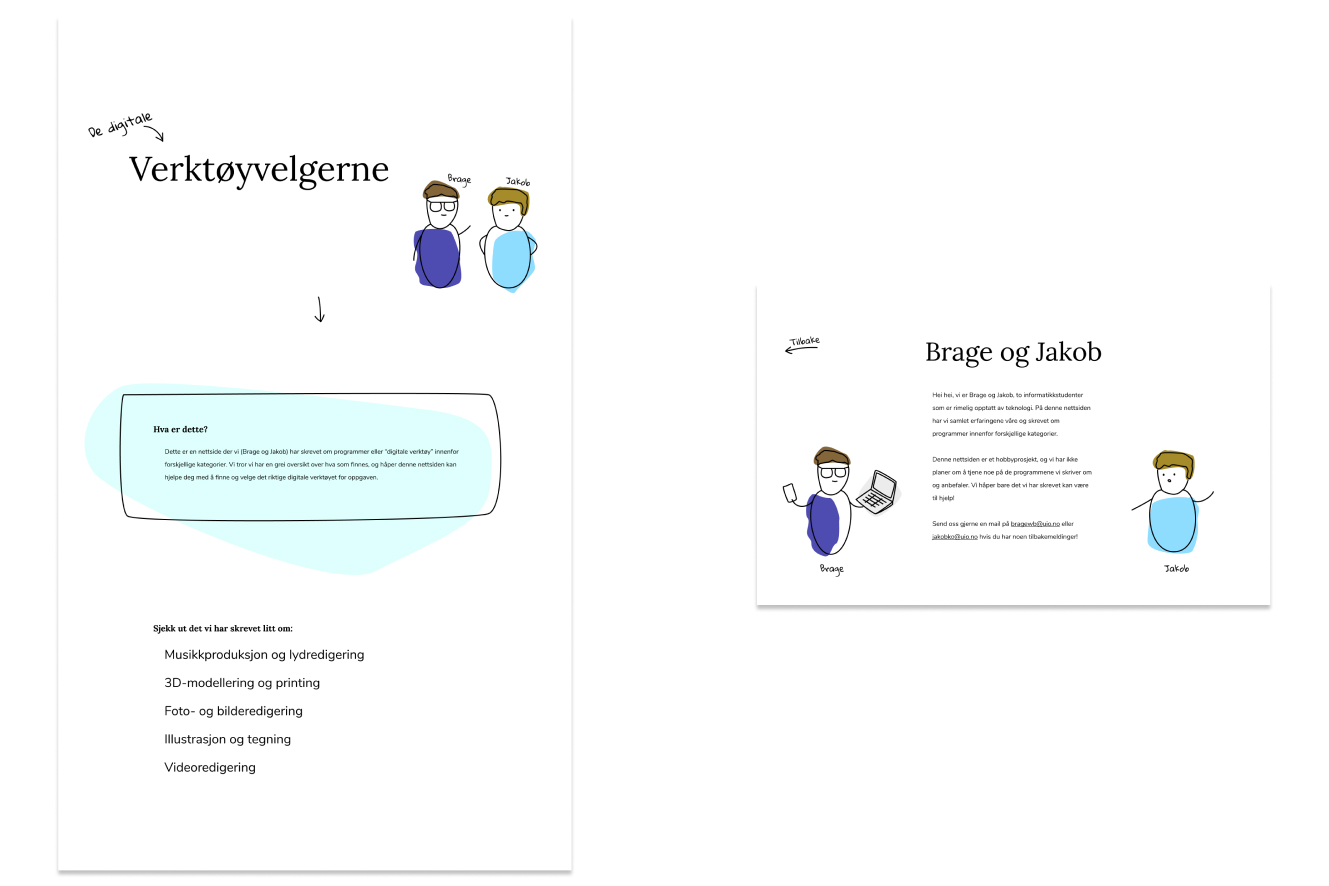 De digitale
Verktøyvelgerne
Brage
Jakob
Hva er dette?
Dette er en nettside der vi (Brage og Jakob) har skrevet om programmer eller "digitale verktøy" innenfor
forskjellige kategorier. Vi tror vi har en grei oversikt over hva som finnes, og håper denne nettsiden kan
hjelpe deg med å finne og velge det riktige digitale verktøyet for oppgaven.
Sjekk ut det vi har skrevet litt om:
Musikkproduksjon og lydredigering
3D-modellering og printing
Foto- og bilderedigering
Illustrasjon og tegning
Videoredigering
Tilbake
Brage og Jakob
Hei hei, vi er Brage og Jakob, to informatikkstudenter
som er rimelig opptatt av teknologi. På denne nettsiden
har vi samlet erfaringene våre og skrevet om
programmer innenfor forskjellige kategorier.
Denne nettsiden er et hobbyprosjekt, og vi har ikke
planer om å tjene noe på de programmene vi skriver om
og anbefaler. Vi håper bare det vi har skrevet kan være
til hjelp!
Send oss gjerne en mail på bragewb@uio.no eller
jakobko@uio.no hvis du har noen tilbakemeldinger!
Brage
Jakob